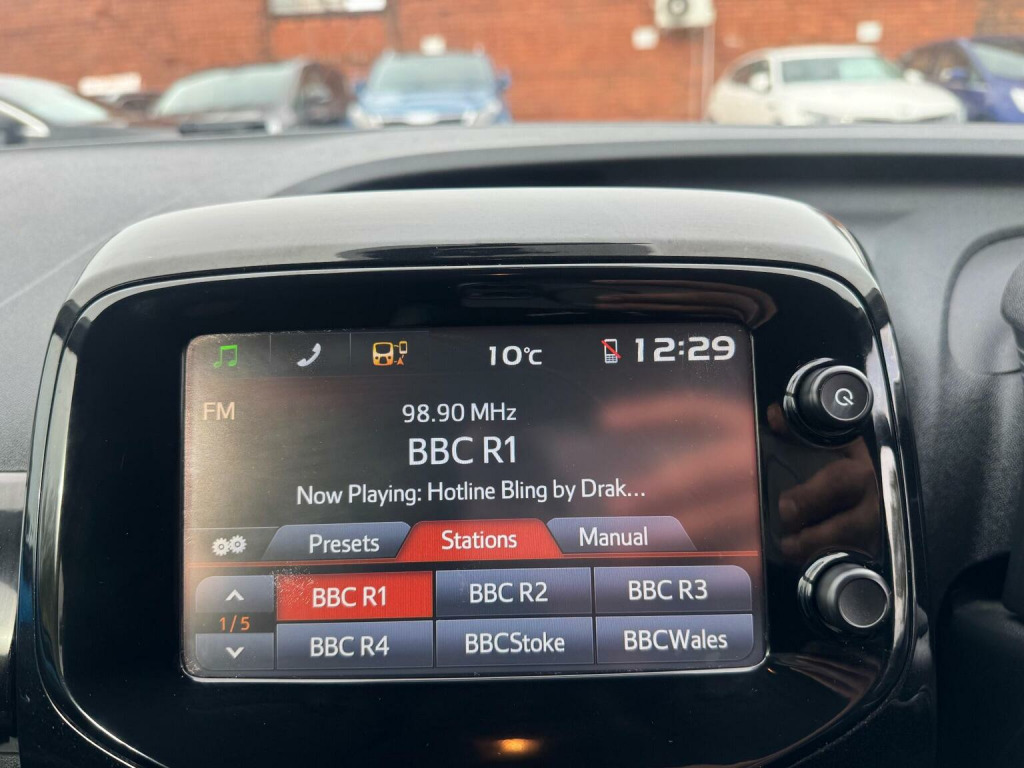 10°C
12:29
FM
98.90 MHz
BBC R1
Now Playing: Hotline Bling by Drak...
Presets
Stations
Manual
BBC R1
BBC R2
BBC R3
1/5
BBC R4
BBCStoke
BBCWales